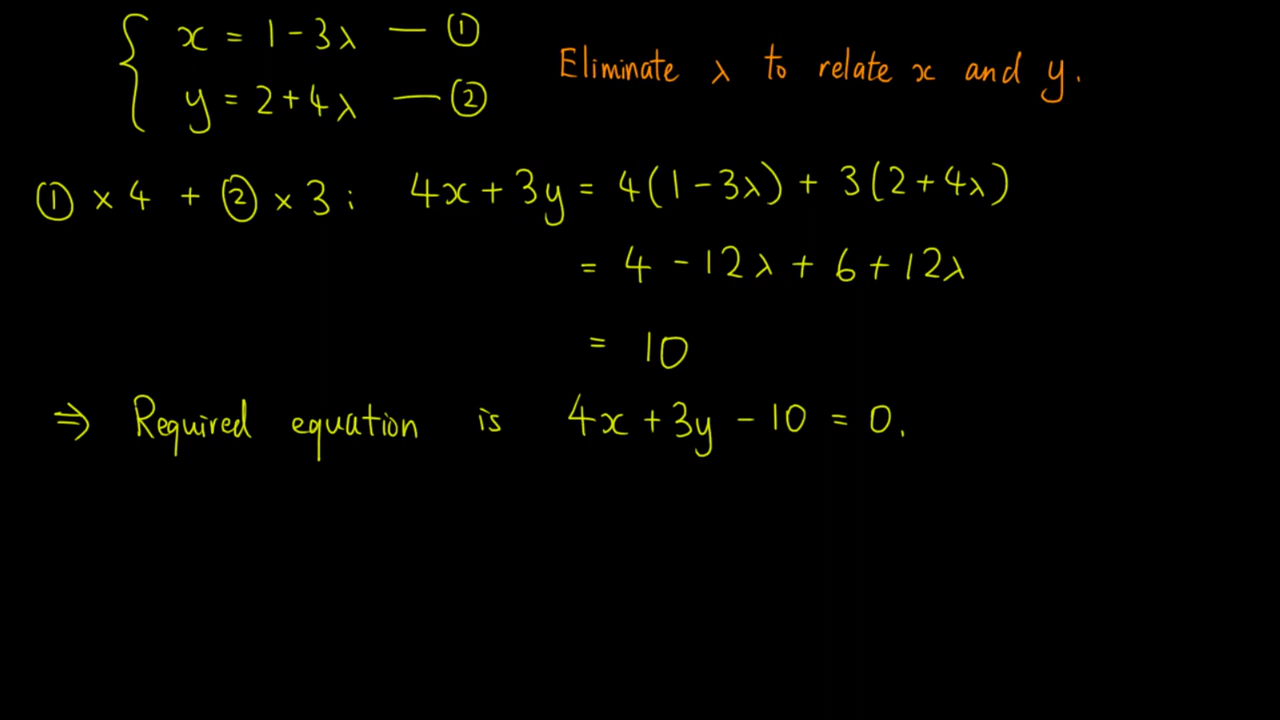 x = 1 - 3λ — ①
y = 2 + 4λ — ②
Eliminate λ to relate x and y.
① × 4 + ② × 3 : 4x + 3y = 4(1 - 3λ) + 3(2 + 4λ)
= 4 - 12λ + 6 + 12λ
= 10
⇒ Required equation is 4x + 3y - 10 = 0.